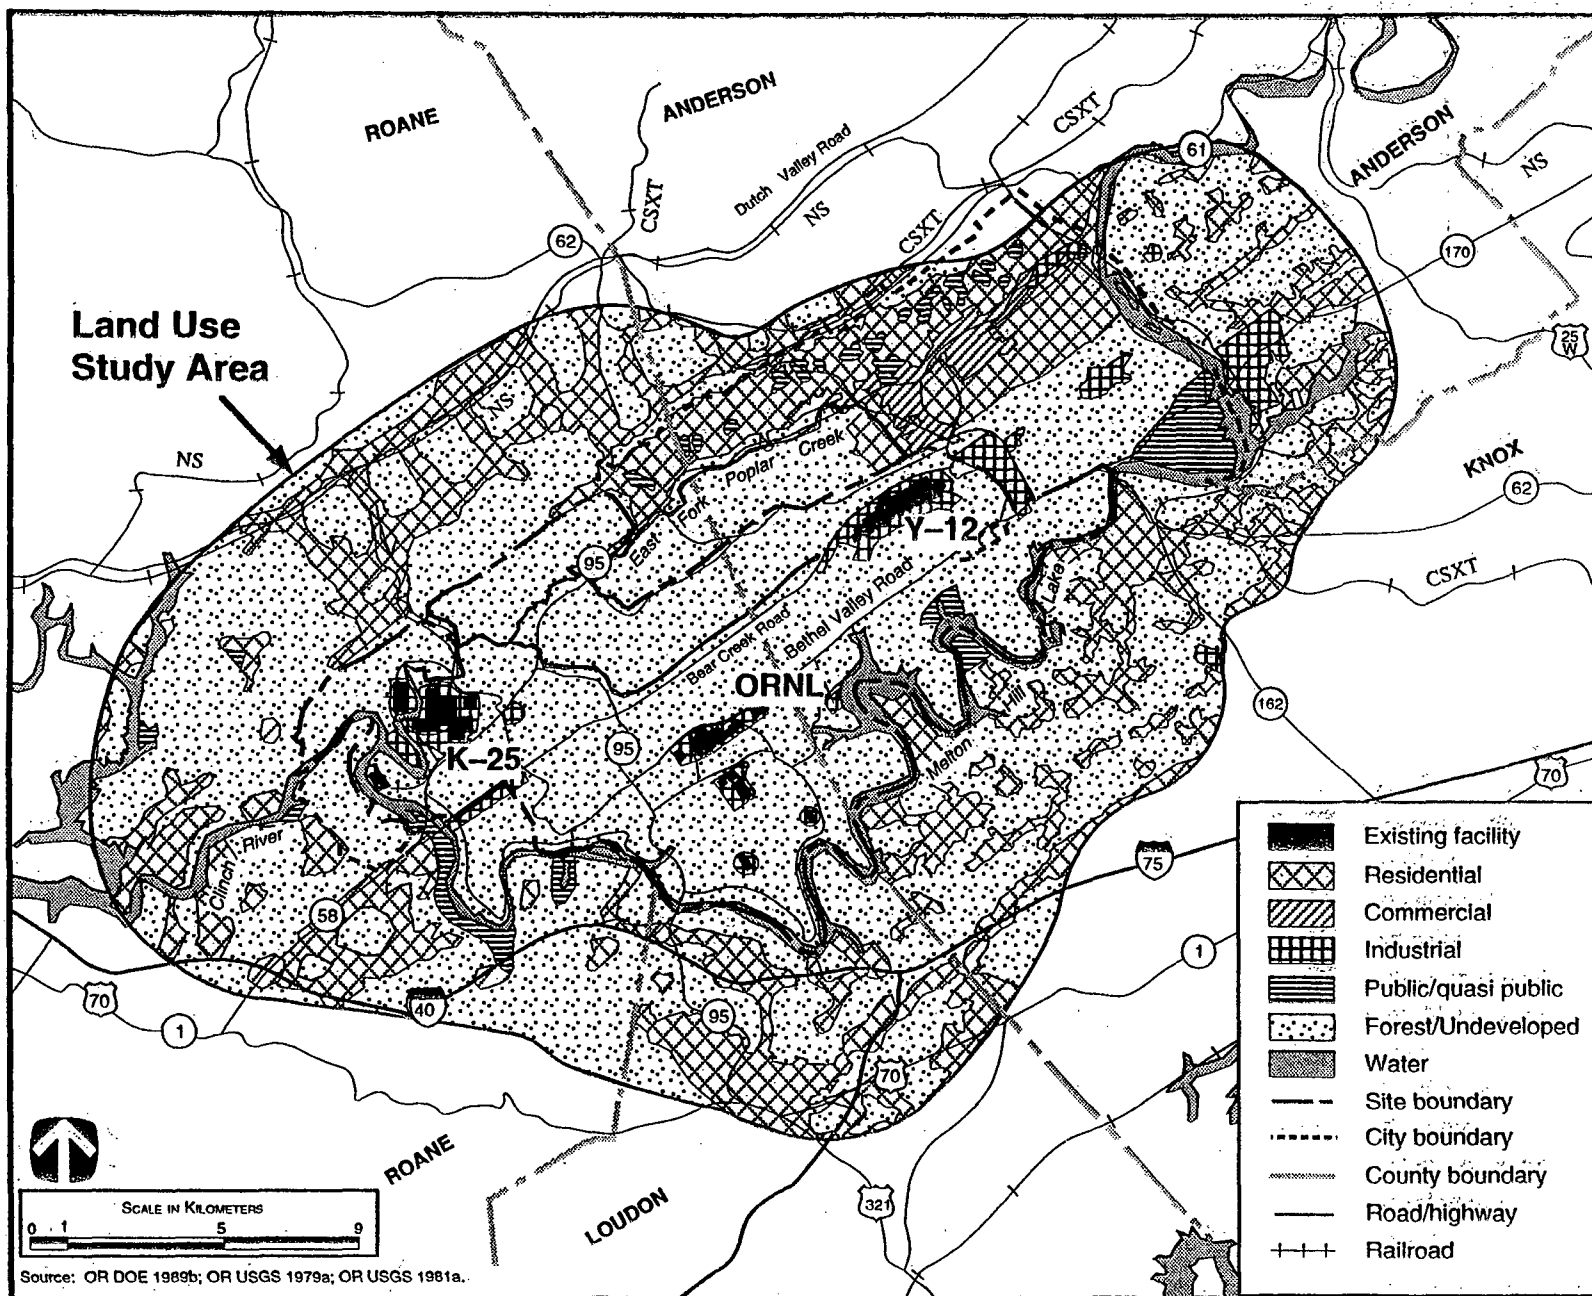 ROANE
ANDERSON
Dutch Valley Road
NS
CSXT
CSXT
CSXT
61
ANDERSON
NS
62
170
25
W
Land Use
Study Area
NS
NS
KNOX
62
CSXT
East Fork Poplar Creek
95
Y-12
Bear Creek Road
Bethel Valley Road
ORNL
Melton Hill Lake
162
K-25
95
70
75
Clinch River
58
1
70
1
40
95
70
321
ROANE
LOUDON
SCALE IN KILOMETERS
0 1 5 9
Source: OR DOE 1989b; OR USGS 1979a; OR USGS 1981a.
Existing facility
Residential
Commercial
Industrial
Public/quasi public
Forest/Undeveloped
Water
Site boundary
City boundary
County boundary
Road/highway
Railroad